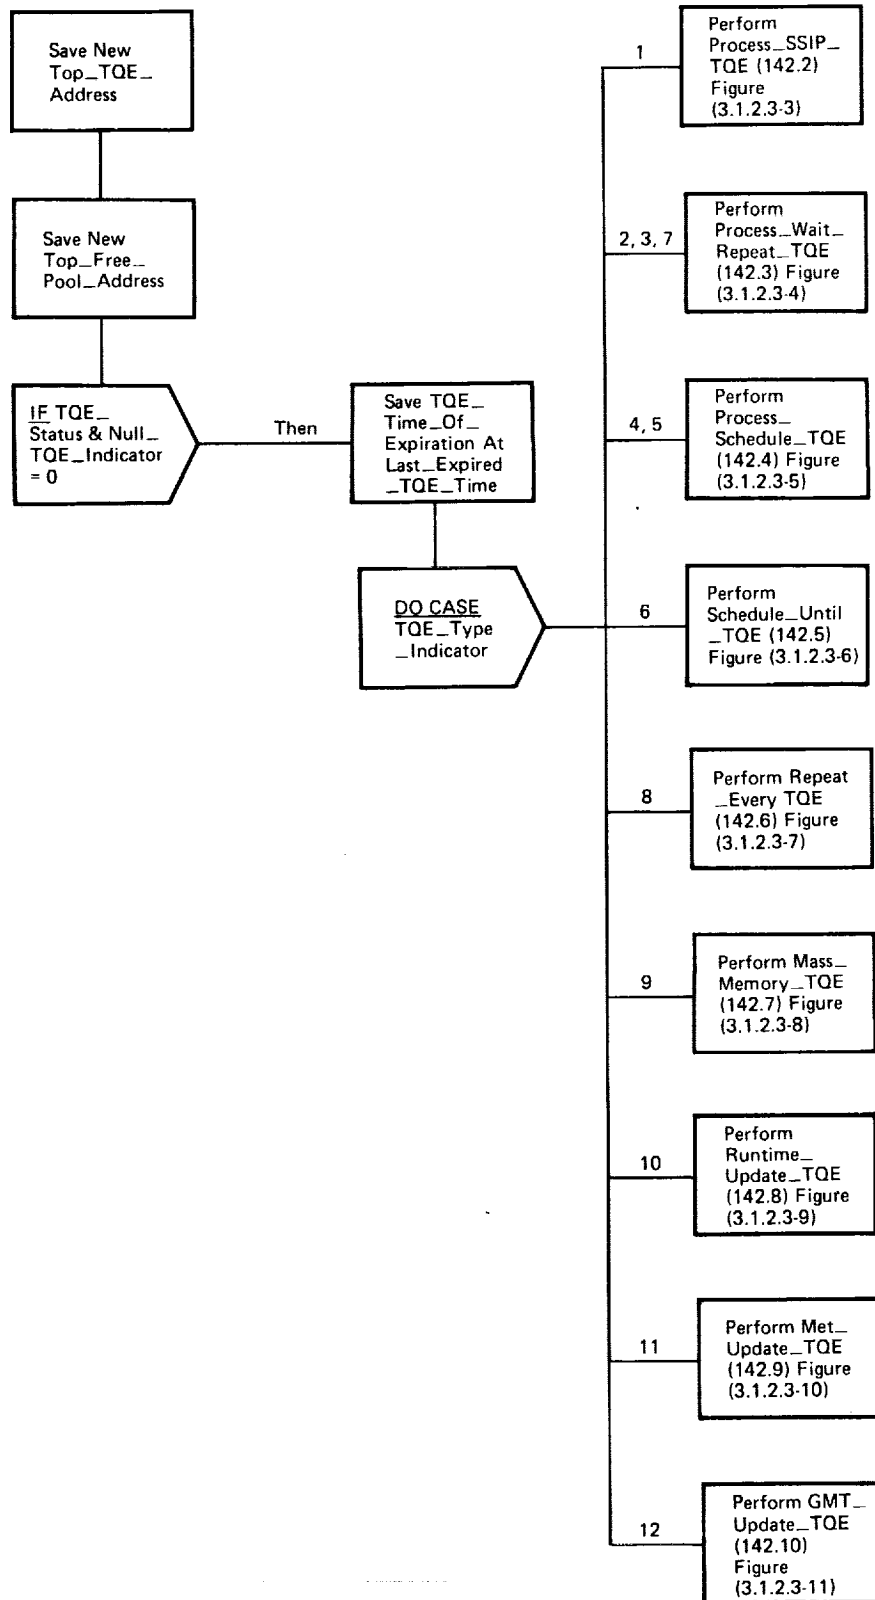 Save New
Top_TQE_
Address
Save New
Top_Free_
Pool_Address
IF TQE_
Status & Null_
TQE_Indicator
= 0
Then
Save TQE_
Time_Of_
Expiration At
Last_Expired
_TQE_Time
DO CASE
TQE_Type
_Indicator
1
Perform
Process_SSIP_
TQE (142.2)
Figure
(3.1.2.3-3)
2, 3, 7
Perform
Process_Wait_
Repeat_TQE
(142.3) Figure
(3.1.2.3-4)
4, 5
Perform
Process_
Schedule_TQE
(142.4) Figure
(3.1.2.3-5)
6
Perform
Schedule_Until
_TQE (142.5)
Figure (3.1.2.3-6)
8
Perform Repeat
_Every TQE
(142.6) Figure
(3.1.2.3-7)
9
Perform Mass_
Memory_TQE
(142.7) Figure
(3.1.2.3-8)
10
Perform
Runtime_
Update_TQE
(142.8) Figure
(3.1.2.3-9)
11
Perform Met_
Update_TQE
(142.9) Figure
(3.1.2.3-10)
12
Perform GMT_
Update_TQE
(142.10)
Figure
(3.1.2.3-11)